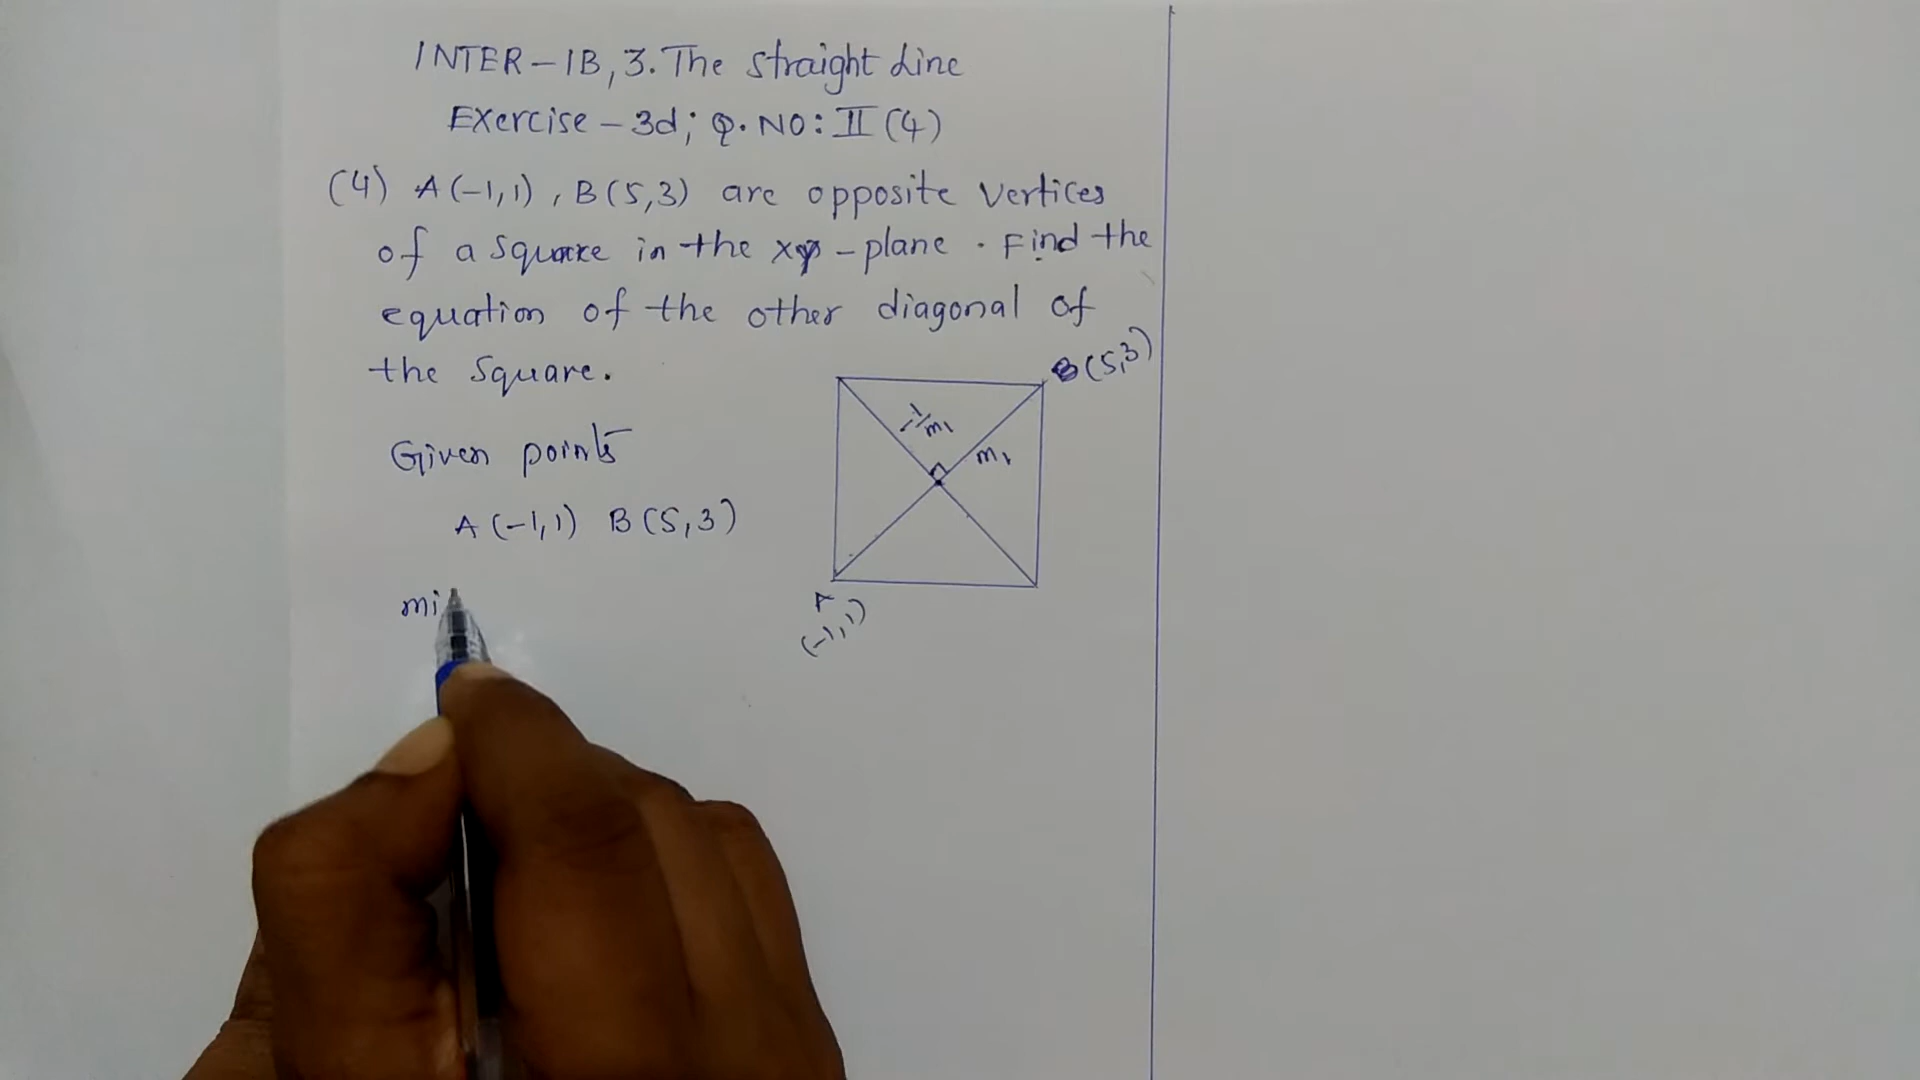 INTER-1B, 3. The straight Line
Exercise - 3d; Q. NO: II (4)
(4) A(-1,1), B(5,3) are opposite vertices
of a square in the xy-plane. Find the
equation of the other diagonal of
the square.
B(5,3)
-1/m₁
m₁
Given points
A(-1,1) B(5,3)
mi
A
(-1,1)